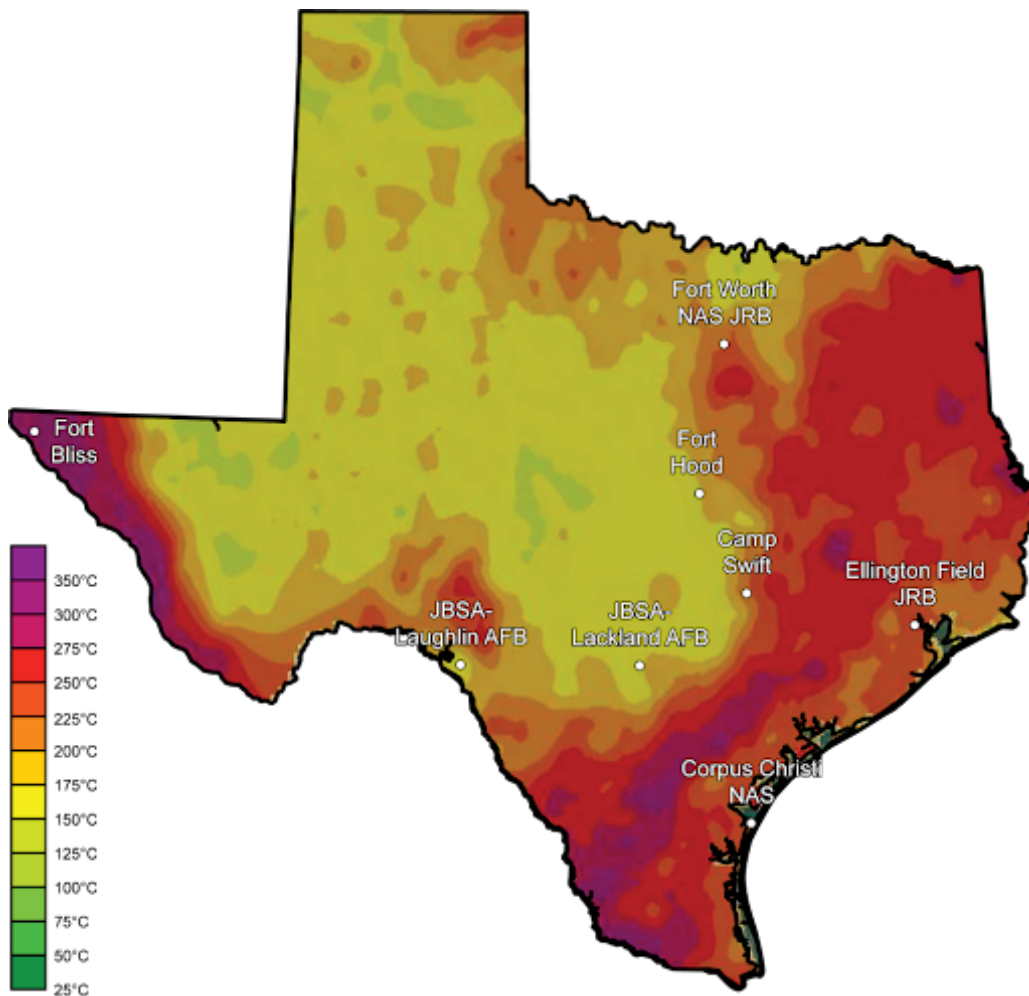 Fort Worth
NAS JRB
Fort
Bliss
Fort
Hood
Camp
Swift
Ellington Field
JRB
JBSA-
Laughlin AFB
JBSA-
Lackland AFB
Corpus Christi
NAS
350°C
300°C
275°C
250°C
225°C
200°C
175°C
150°C
125°C
100°C
75°C
50°C
25°C